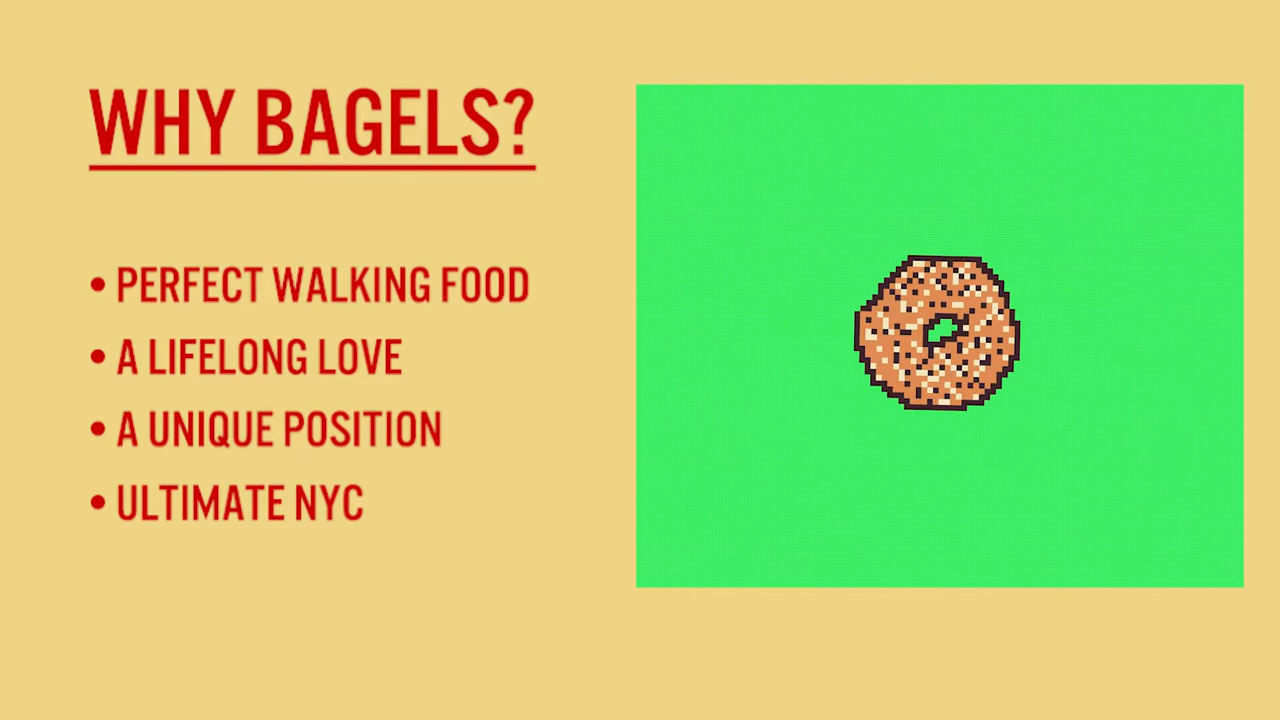 WHY BAGELS?
• PERFECT WALKING FOOD
• A LIFELONG LOVE
• A UNIQUE POSITION
• ULTIMATE NYC